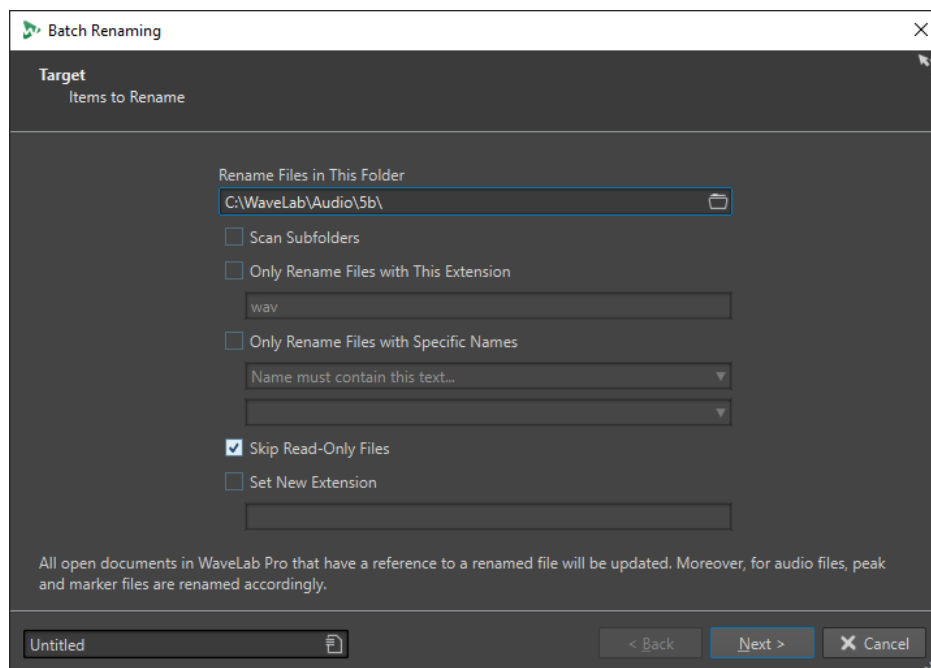 Batch Renaming
Target
Items to Rename
Rename Files in This Folder
C:\WaveLab\Audio\5b\
Scan Subfolders
Only Rename Files with This Extension
wav
Only Rename Files with Specific Names
Name must contain this text...
Skip Read-Only Files
Set New Extension
All open documents in WaveLab Pro that have a reference to a renamed file will be updated. Moreover, for audio files, peak
and marker files are renamed accordingly.
Untitled
< Back
Next >
Cancel